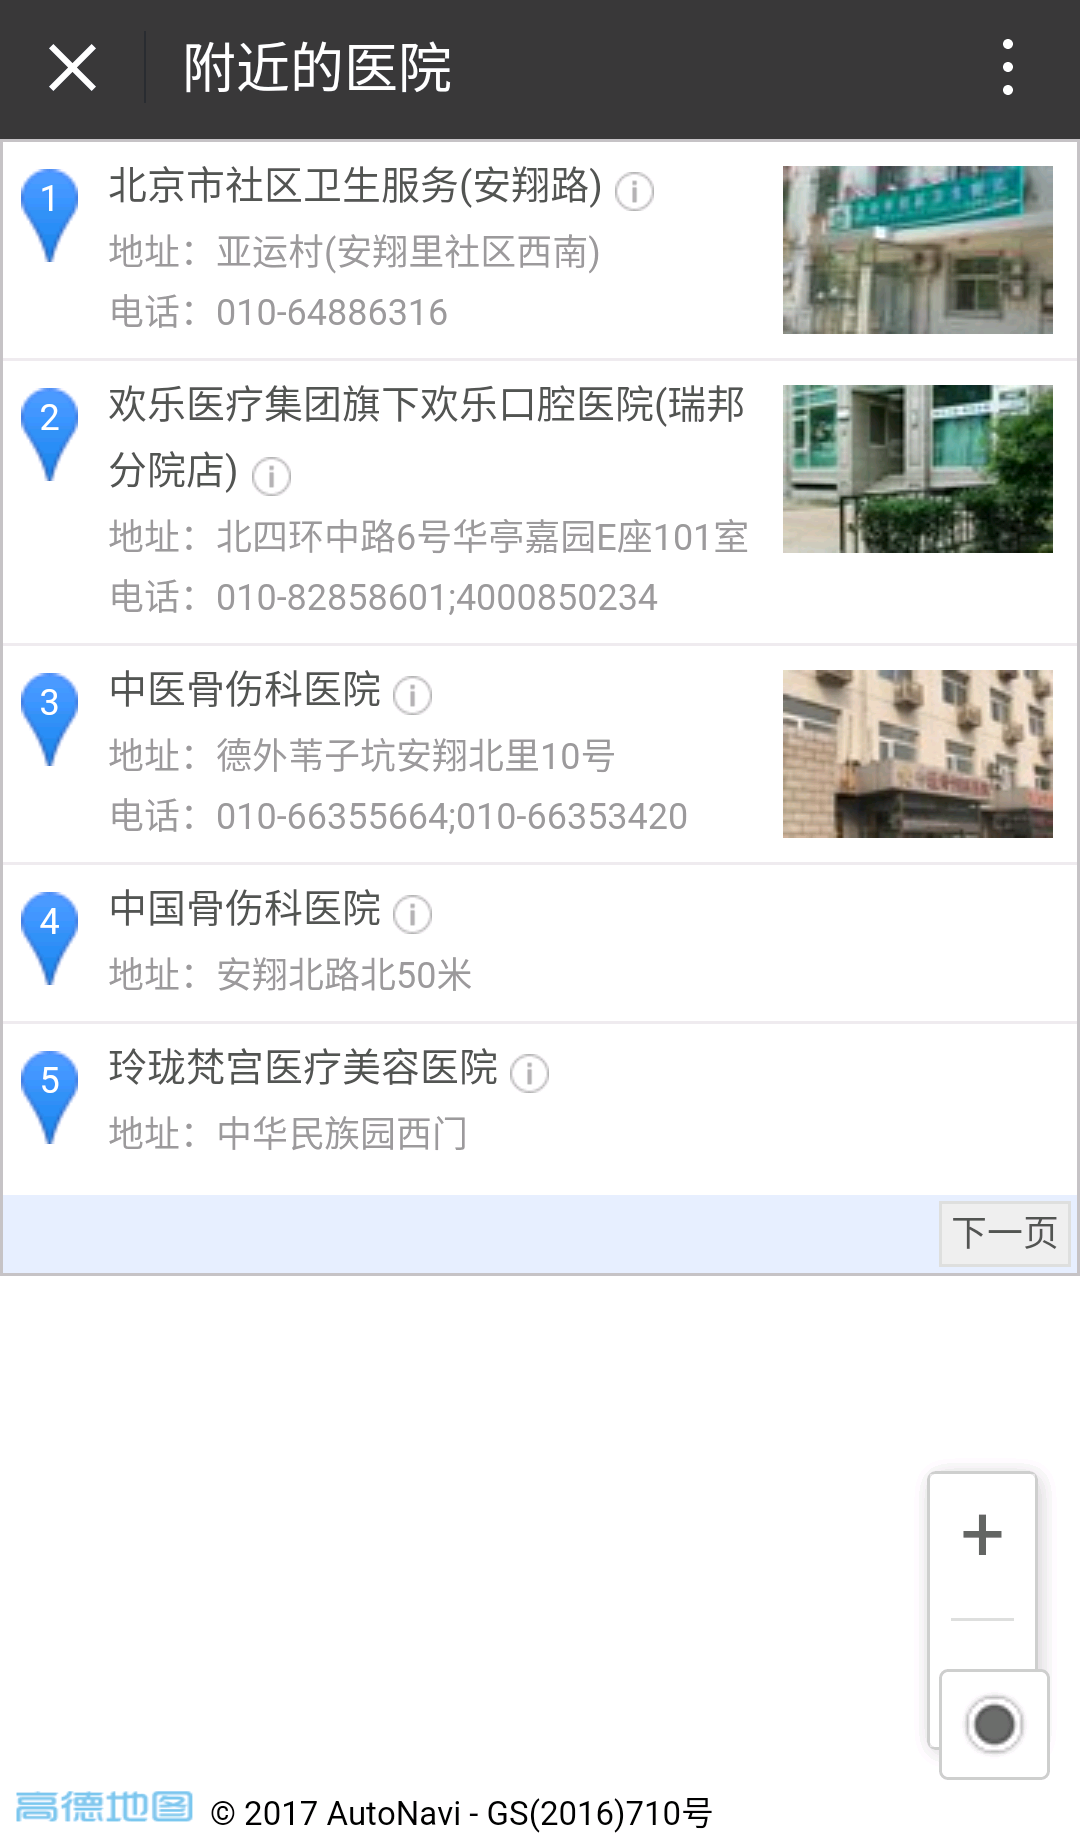 附近的医院
1
北京市社区卫生服务(安翔路)
地址：亚运村(安翔里社区西南)
电话：010-64886316
2
欢乐医疗集团旗下欢乐口腔医院(瑞邦
分院店)
地址：北四环中路6号华亭嘉园E座101室
电话：010-82858601;4000850234
3
中医骨伤科医院
地址：德外苇子坑安翔北里10号
电话：010-66355664;010-66353420
4
中国骨伤科医院
地址：安翔北路北50米
5
玲珑梵宫医疗美容医院
地址：中华民族园西门
下一页
+
高德地图 © 2017 AutoNavi - GS(2016)710号